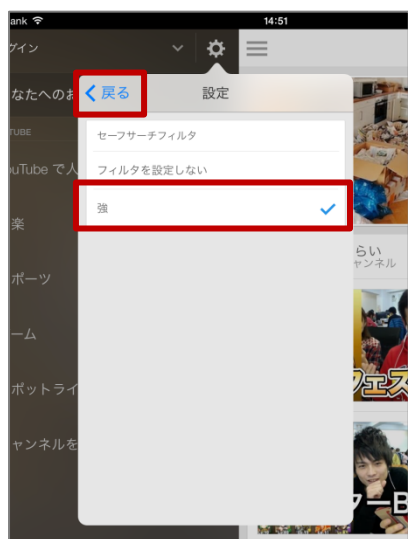 ank 14:51
グイン
戻る 設定
なたへのお
セーフサーチフィルタ
TUBE
フィルタを設定しない
uTube で人
強
楽
らい
ャンネル
ポーツ
ーム
フェス
ポットライ
ャンネルを
ーB